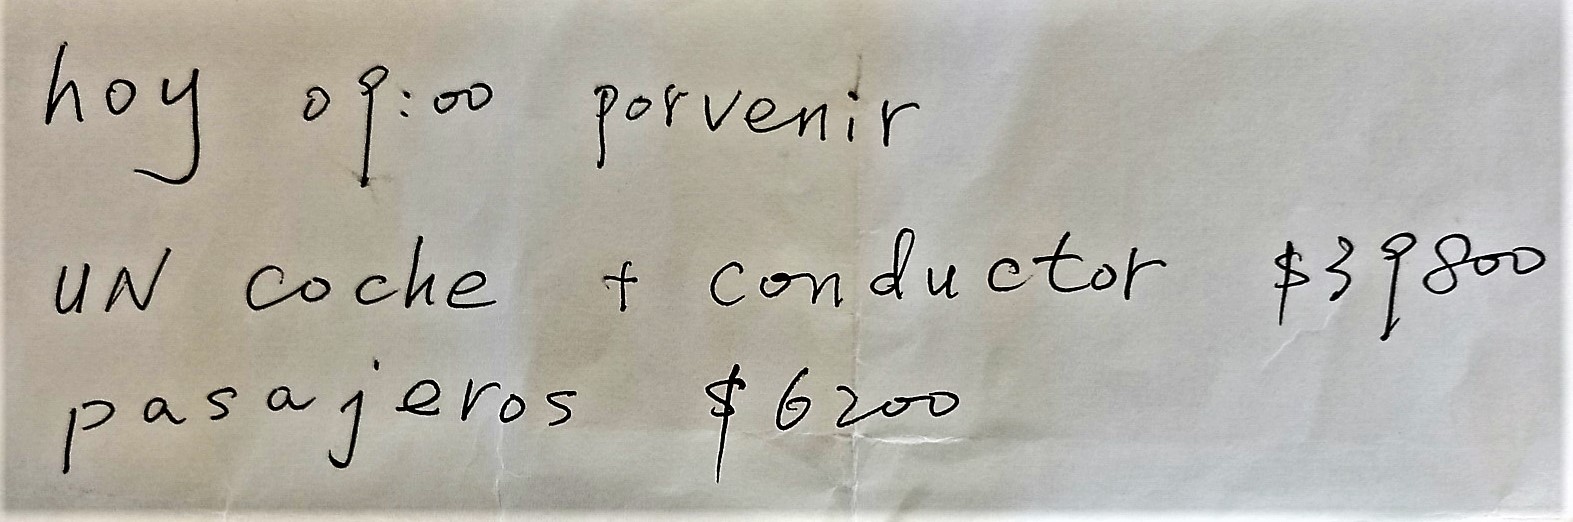 hoy 09:00 porvenir
UN coche + conductor $39800
pasajeros $6200